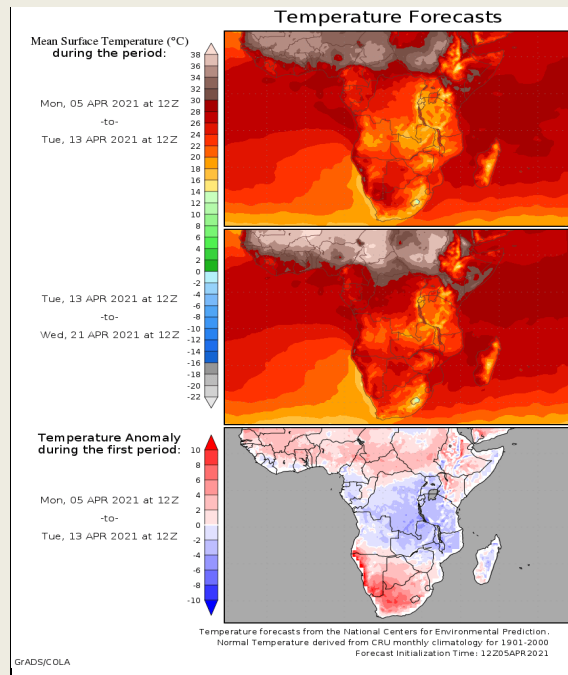 Temperature Forecasts
Mean Surface Temperature (°C)
during the period:
Mon, 05 APR 2021 at 12Z
-to-
Tue, 13 APR 2021 at 12Z
38
36
34
32
30
28
26
24
22
20
18
16
14
12
10
8
6
4
2
-2
-4
-6
-8
-10
-12
-14
-16
-18
-20
-22
Tue, 13 APR 2021 at 12Z
-to-
Wed, 21 APR 2021 at 12Z
Temperature Anomaly
during the first period:
Mon, 05 APR 2021 at 12Z
-to-
Tue, 13 APR 2021 at 12Z
10
8
6
4
2
0
-2
-4
-6
-8
-10
Temperature forecasts from the National Centers for Environmental Prediction.
Normal Temperature derived from CRU monthly climatology for 1901-2000
Forecast Initialization Time: 12Z05APR2021
GrADS/COLA